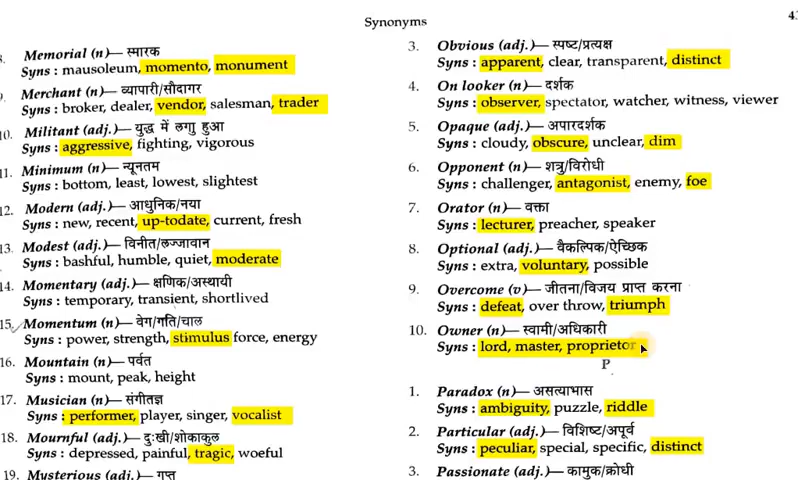 Synonyms
8. Memorial (n)— स्मारक
Syns : mausoleum, momento, monument
9. Merchant (n)— व्यापारी/सौदागर
Syns : broker, dealer, vendor, salesman, trader
10. Militant (adj.)— युद्ध में लगा हुआ
Syns : aggressive, fighting, vigorous
11. Minimum (n)— न्यूनतम
Syns : bottom, least, lowest, slightest
12. Modern (adj.)— आधुनिक/नया
Syns : new, recent, up-todate, current, fresh
13. Modest (adj.)— विनीत/लज्जावान
Syns : bashful, humble, quiet, moderate
14. Momentary (adj.)— क्षणिक/अस्थायी
Syns : temporary, transient, shortlived
15. Momentum (n)— वेग/गति/चाल
Syns : power, strength, stimulus force, energy
16. Mountain (n)— पर्वत
Syns : mount, peak, height
17. Musician (n)— संगीतज्ञ
Syns : performer, player, singer, vocalist
18. Mournful (adj.)— दुःखी/शोकाकुल
Syns : depressed, painful, tragic, woeful
19. Mysterious (adj.)— गुप्त
3. Obvious (adj.)— स्पष्ट/प्रत्यक्ष
Syns : apparent, clear, transparent, distinct
4. On looker (n)— दर्शक
Syns : observer, spectator, watcher, witness, viewer
5. Opaque (adj.)— अपारदर्शक
Syns : cloudy, obscure, unclear, dim
6. Opponent (n)— शत्रु/विरोधी
Syns : challenger, antagonist, enemy, foe
7. Orator (n)— वक्ता
Syns : lecturer, preacher, speaker
8. Optional (adj.)— वैकल्पिक/ऐच्छिक
Syns : extra, voluntary, possible
9. Overcome (v)— जीतना/विजय प्राप्त करना
Syns : defeat, over throw, triumph
10. Owner (n)— स्वामी/अधिकारी
Syns : lord, master, proprietor
P
1. Paradox (n)— असत्याभास
Syns : ambiguity, puzzle, riddle
2. Particular (adj.)— विशिष्ट/अपूर्व
Syns : peculiar, special, specific, distinct
3. Passionate (adj.)— कामुक/क्रोधी